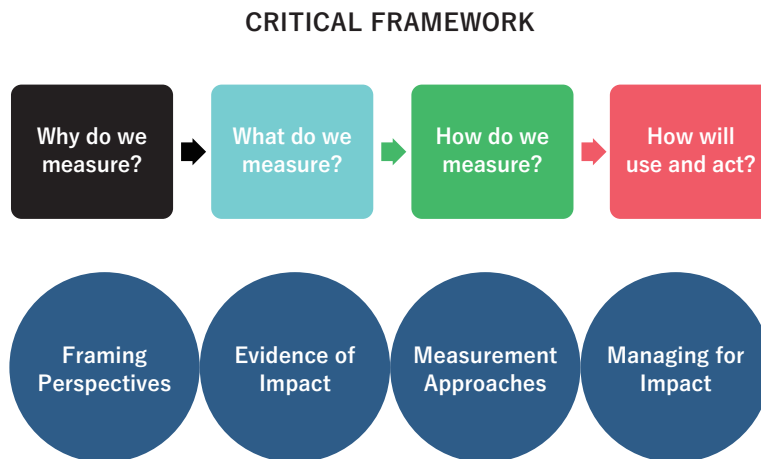 CRITICAL FRAMEWORK
Why do we
measure?
What do we
measure?
How do we
measure?
How will
use and act?
Framing
Perspectives
Evidence of
Impact
Measurement
Approaches
Managing for
Impact